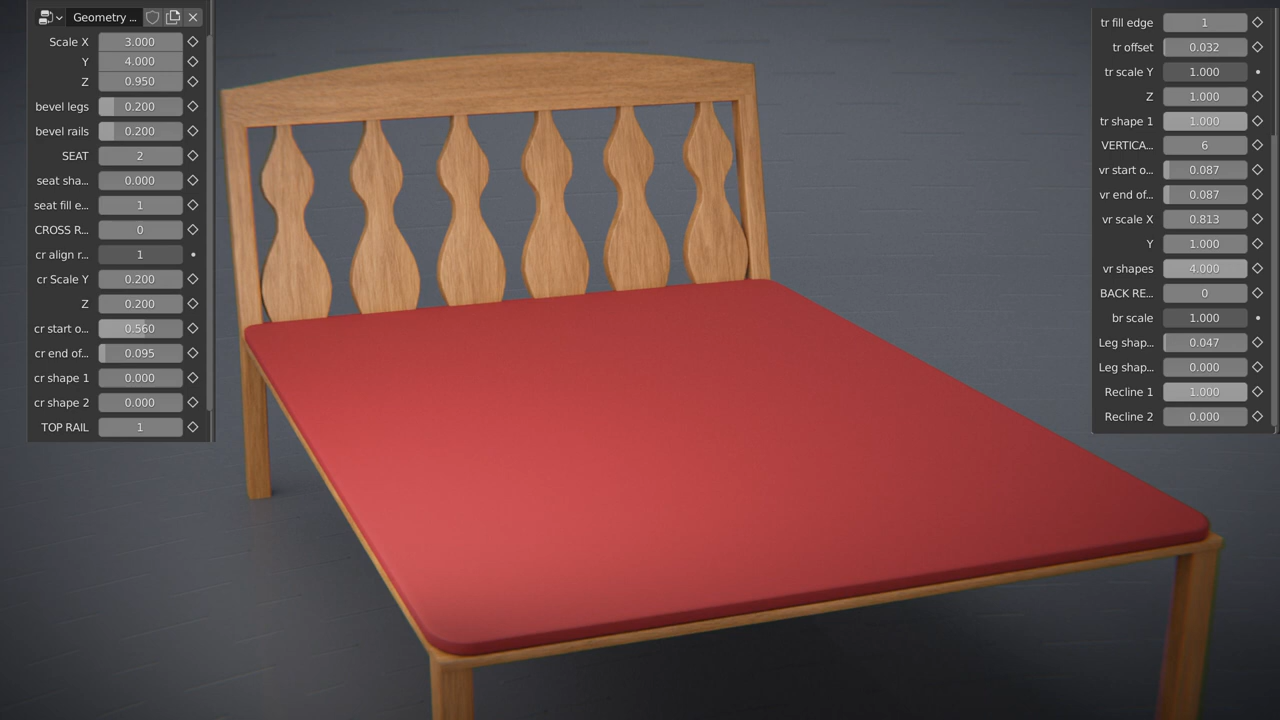 Geometry ...
Scale X 3.000
Y 4.000
Z 0.950
bevel legs 0.200
bevel rails 0.200
SEAT 2
seat sha... 0.000
seat fill e... 1
CROSS R... 0
cr align r... 1
cr Scale Y 0.200
Z 0.200
cr start o... 0.560
cr end of... 0.095
cr shape 1 0.000
cr shape 2 0.000
TOP RAIL 1
tr fill edge 1
tr offset 0.032
tr scale Y 1.000
Z 1.000
tr shape 1 1.000
VERTICA... 6
vr start o... 0.087
vr end of... 0.087
vr scale X 0.813
Y 1.000
vr shapes 4.000
BACK RE... 0
br scale 1.000
Leg shap... 0.047
Leg shap... 0.000
Recline 1 1.000
Recline 2 0.000